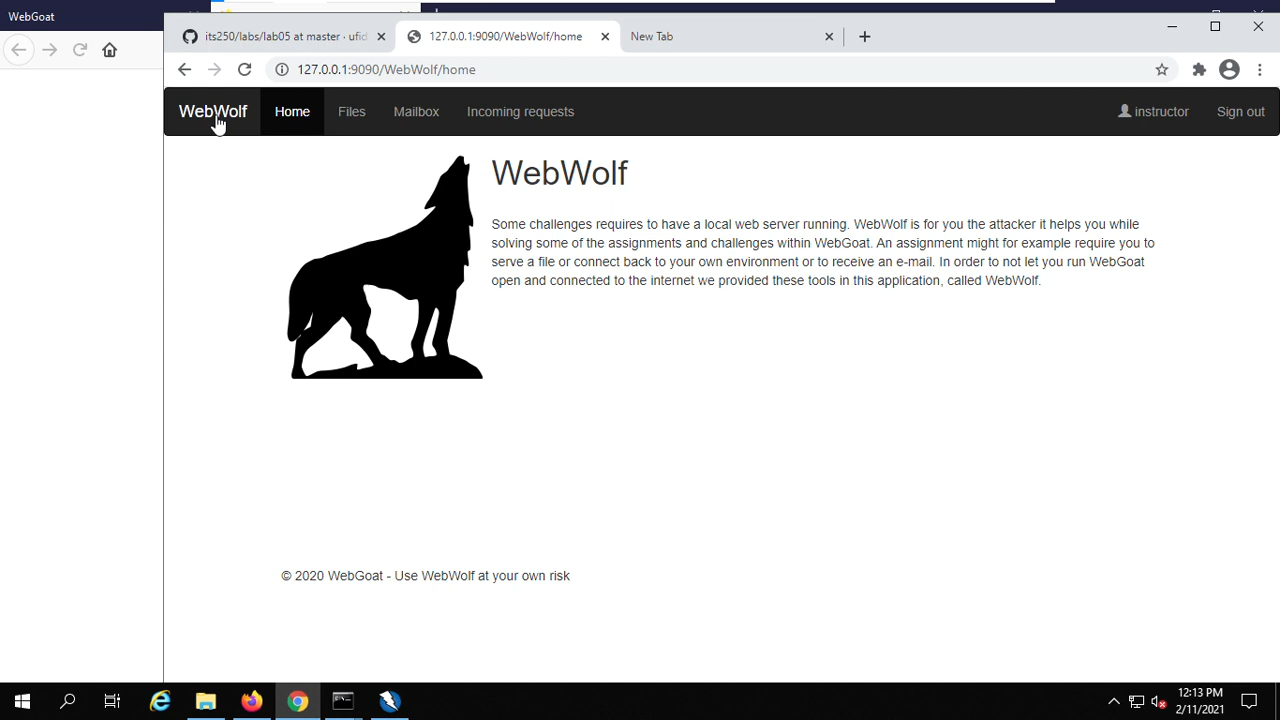 WebGoat
its250/labs/lab05 at master · ufid
127.0.0.1:9090/WebWolf/home
New Tab
127.0.0.1:9090/WebWolf/home
WebWolf
Home
Files
Mailbox
Incoming requests
instructor
Sign out
WebWolf
Some challenges requires to have a local web server running. WebWolf is for you the attacker it helps you while
solving some of the assignments and challenges within WebGoat. An assignment might for example require you to
serve a file or connect back to your own environment or to receive an e-mail. In order to not let you run WebGoat
open and connected to the internet we provided these tools in this application, called WebWolf.
© 2020 WebGoat - Use WebWolf at your own risk
12:13 PM
2/11/2021